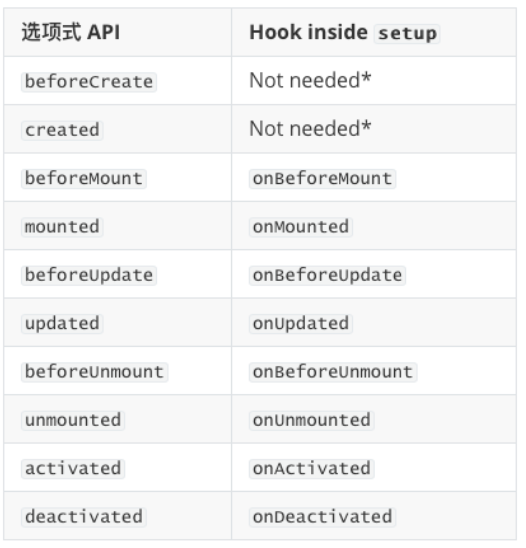 选项式 API Hook inside setup
beforeCreate Not needed*
created Not needed*
beforeMount onBeforeMount
mounted onMounted
beforeUpdate onBeforeUpdate
updated onUpdated
beforeUnmount onBeforeUnmount
unmounted onUnmounted
activated onActivated
deactivated onDeactivated